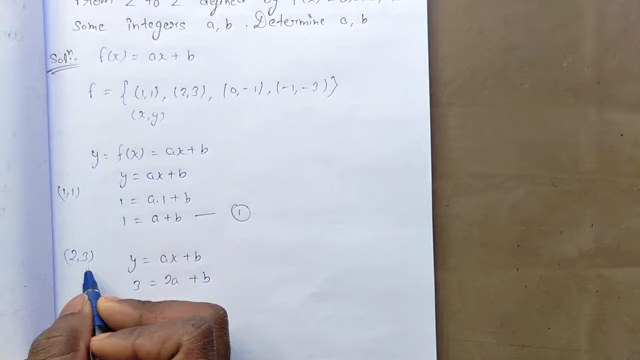 from Z to Z defined by
some integers a, b. Determine a, b
Solⁿ. f(x) = ax + b
f = { (1,1), (2,3), (0,-1), (-1,-3) }
(x,y)
y = f(x) = ax + b
y = ax + b
(1,1)
1 = a.1 + b
1 = a + b — ①
(2,3) y = ax + b
3 = 2a + b